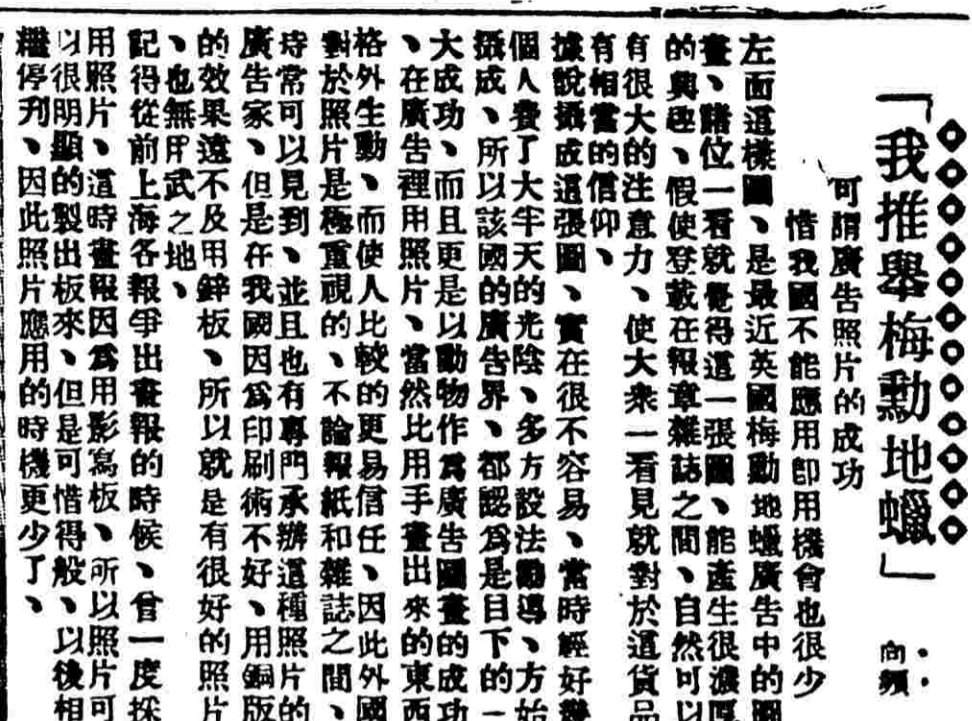 「我推舉梅勳地蠟」
向頻
可謂廣告照片的成功
惜我國不能應用卽用機會也很少
左面這樣圖、是最近英國梅勳地蠟廣告中的圖
畫、諸位一看就覺得這一張圖、能產生很濃厚
的興趣、假使登載在報章雜誌之間、自然可以
有很大的注意力、使大衆一看見就對於這貨品
有相當的信仰、
據說攝成這張圖、實在很不容易、當時經好幾
個人費了大半天的光陰、多方設法勸導、方始
攝成、所以該國的廣告界、都認爲是目下的一
大成功、而且更是以動物作爲廣告圖畫的成功
、在廣告裡用照片、當然比用手畫出來的東西
格外生動、而使人比較的更易信任、因此外國
對於照片是極重視的、不論報紙和雜誌之間、
時常可以見到、並且也有專門承辦這種照片的
廣告家、但是在我國因爲印刷術不好、用銅版
的效果遠不及用鋅板、所以就是有很好的照片
、也無用武之地、
記得從前上海各報爭出畫報的時候、曾一度採
用照片、這時畫報因爲用影寫板、所以照片可
以很明顯的製出板來、但是可惜得般、以後相
繼停刋、因此照片應用的時機更少了、